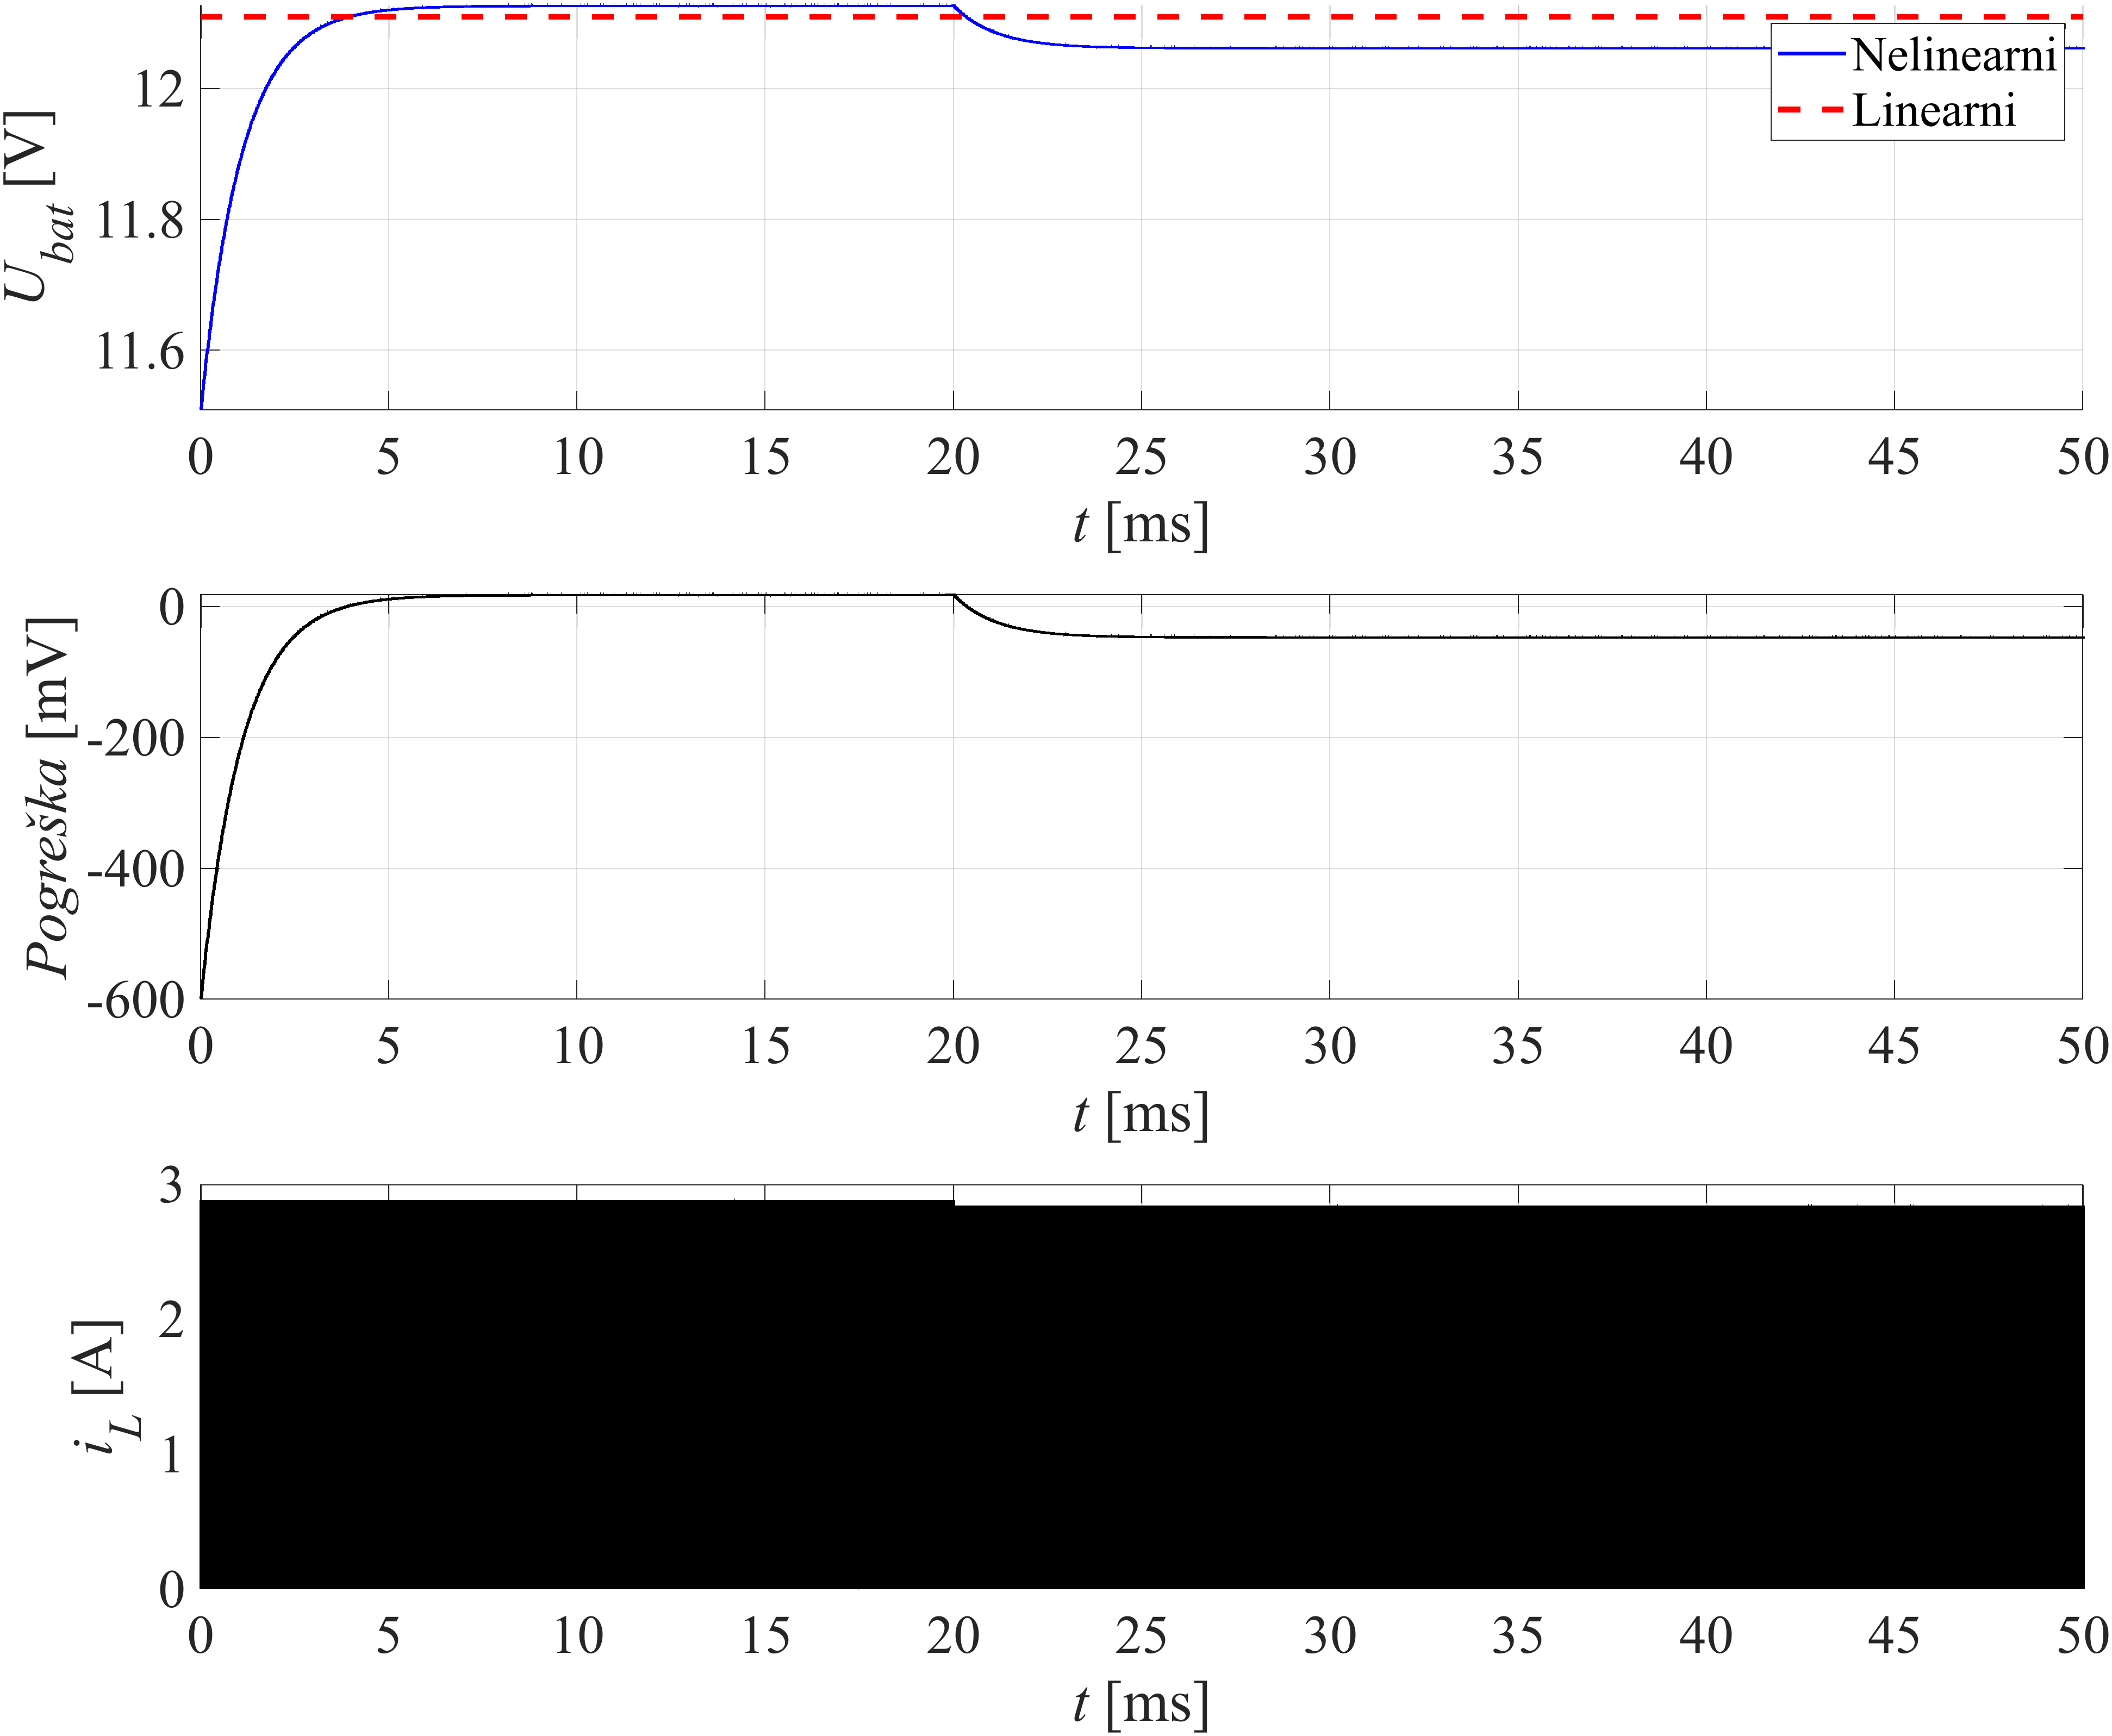 U_bat [V]
12
11.8
11.6
Nelinearni
Linearni
0 5 10 15 20 25 30 35 40 45 50
t [ms]
Pogreška [mV]
0
-200
-400
-600
0 5 10 15 20 25 30 35 40 45 50
t [ms]
i_L [A]
3
2
1
0
0 5 10 15 20 25 30 35 40 45 50
t [ms]